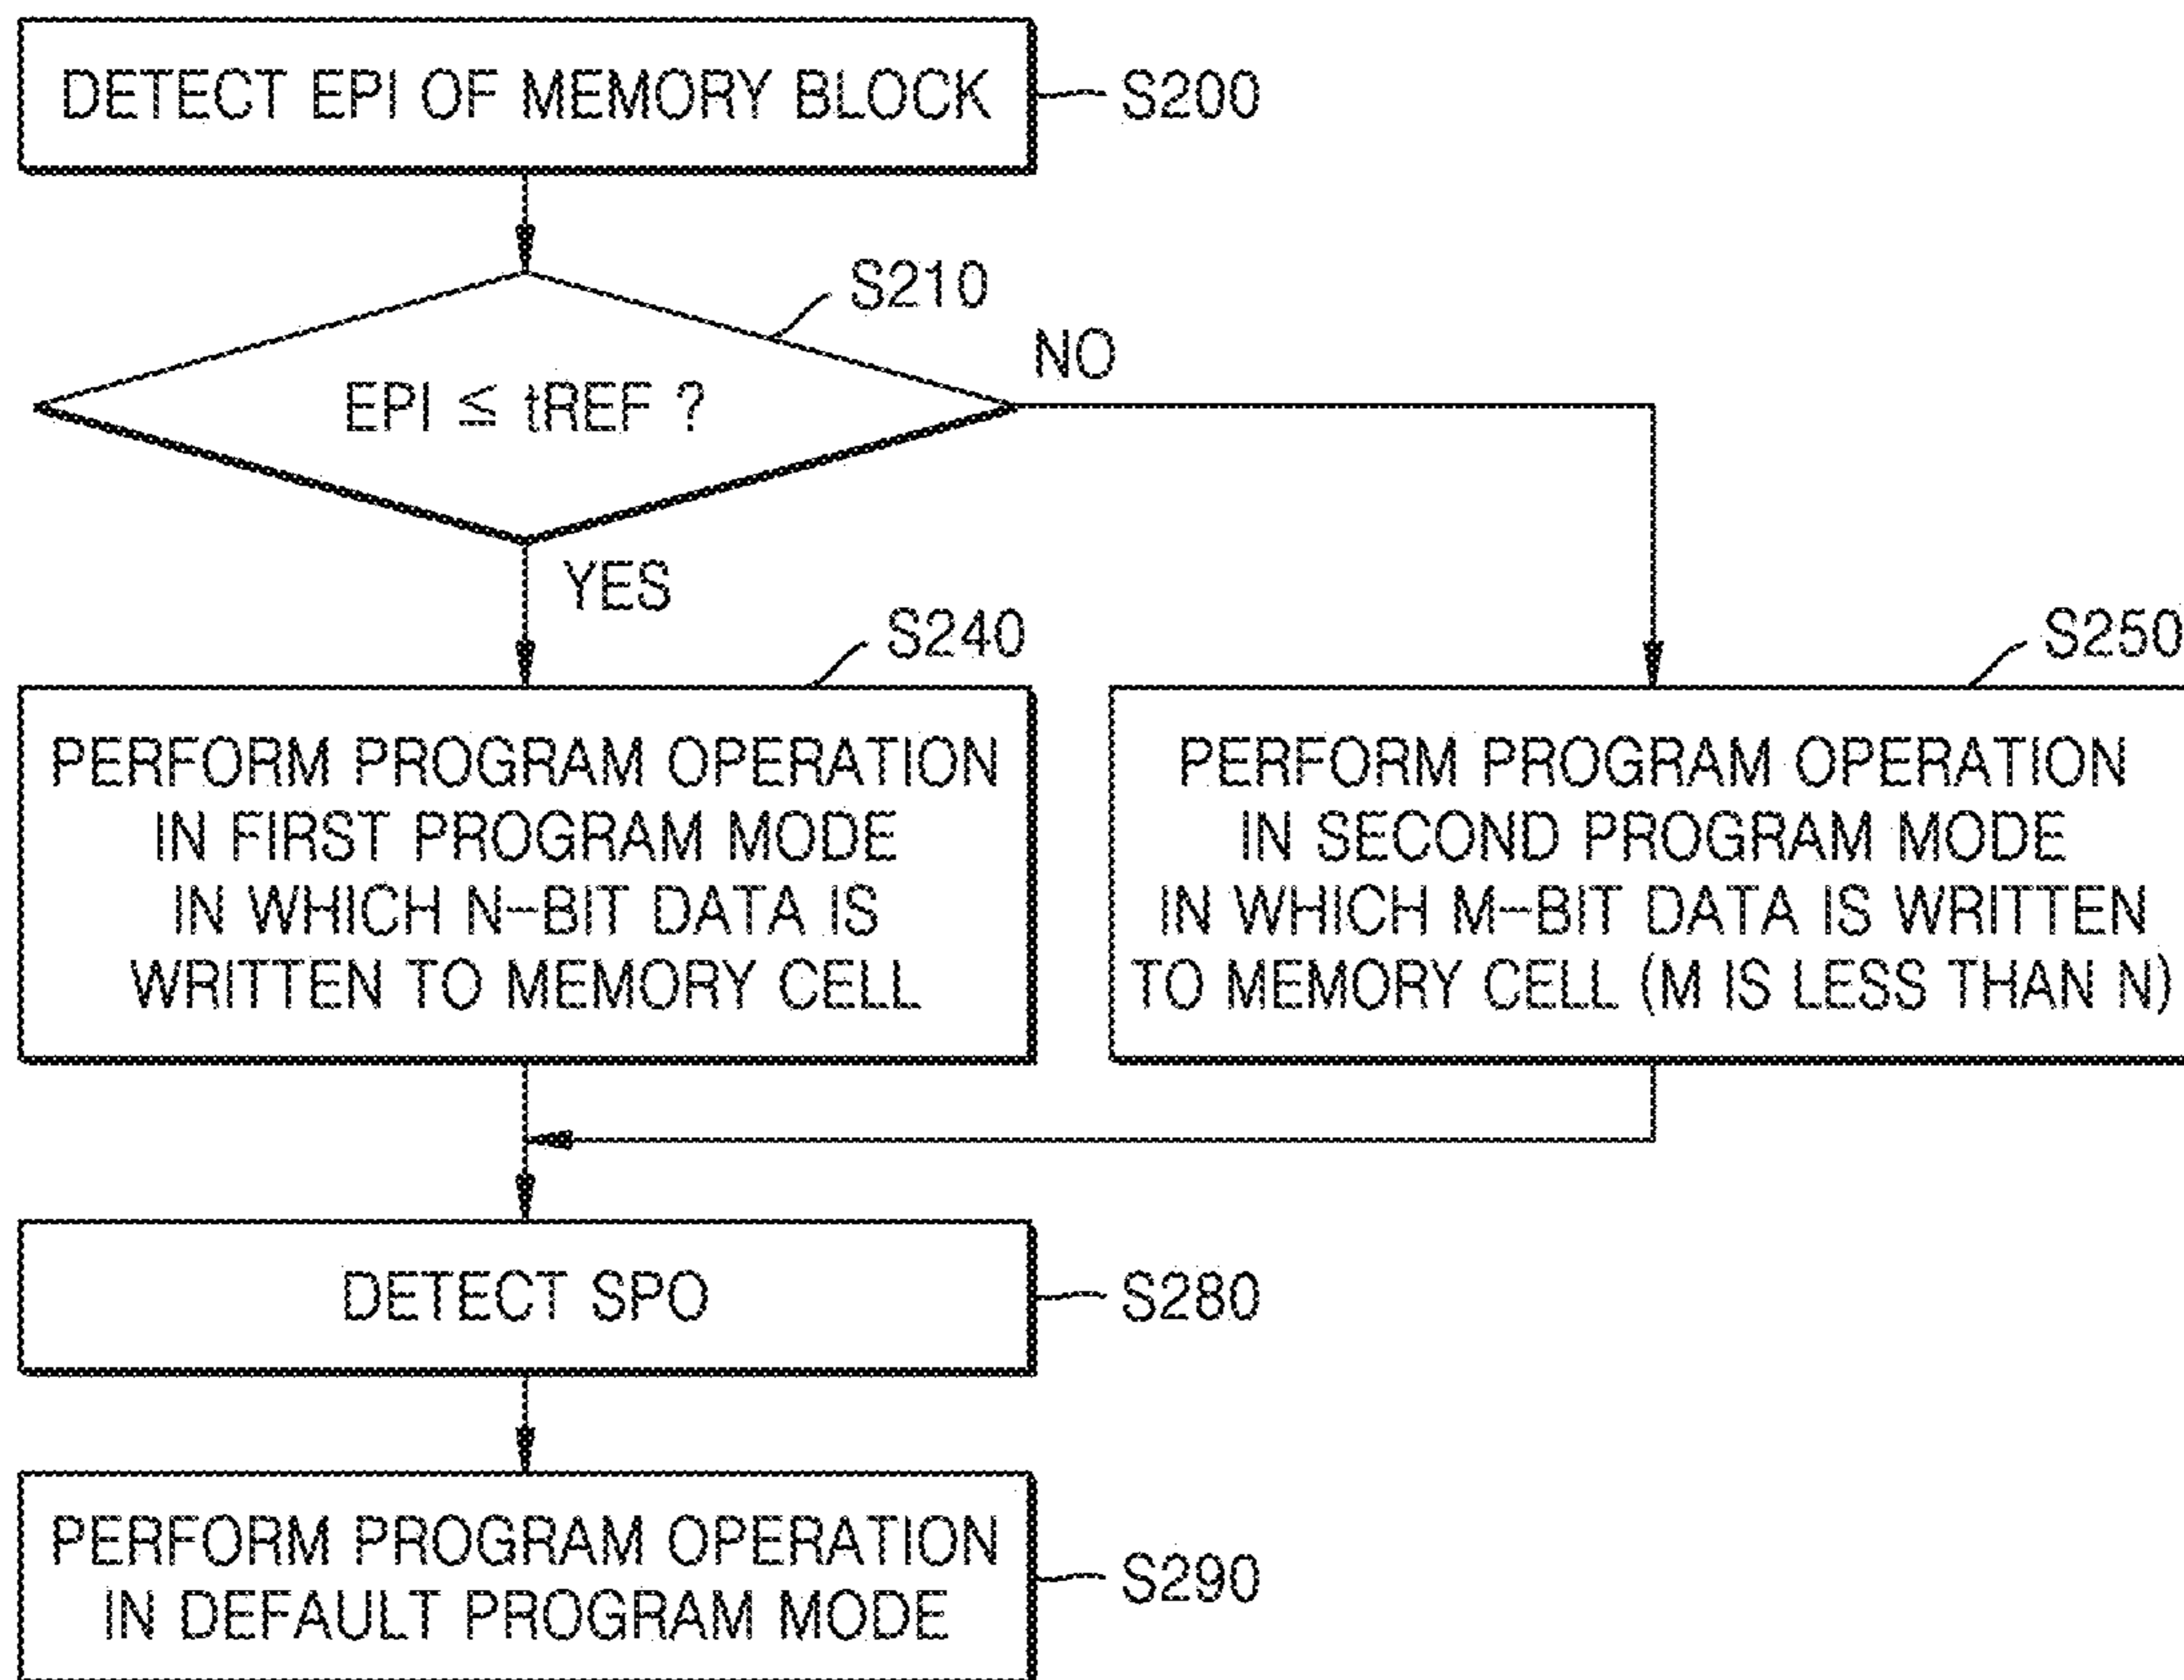 DETECT EPI OF MEMORY BLOCK
S200
S210
EPI ≤ tREF ?
NO
YES
S240
PERFORM PROGRAM OPERATION
IN FIRST PROGRAM MODE
IN WHICH N-BIT DATA IS
WRITTEN TO MEMORY CELL
S250
PERFORM PROGRAM OPERATION
IN SECOND PROGRAM MODE
IN WHICH M-BIT DATA IS WRITTEN
TO MEMORY CELL (M IS LESS THAN N)
DETECT SPO
S280
PERFORM PROGRAM OPERATION
IN DEFAULT PROGRAM MODE
S290